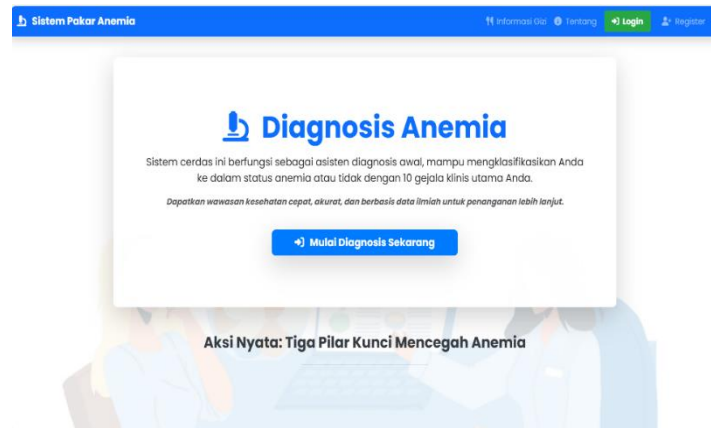 Sistem Pakar Anemia
Informasi Gizi Tentang Login Register
Diagnosis Anemia
Sistem cerdas ini berfungsi sebagai asisten diagnosis awal, mampu mengklasifikasikan Anda
ke dalam status anemia atau tidak dengan 10 gejala klinis utama Anda.
Dapatkan wawasan kesehatan cepat, akurat, dan berbasis data ilmiah untuk penanganan lebih lanjut.
Mulai Diagnosis Sekarang
Aksi Nyata: Tiga Pilar Kunci Mencegah Anemia